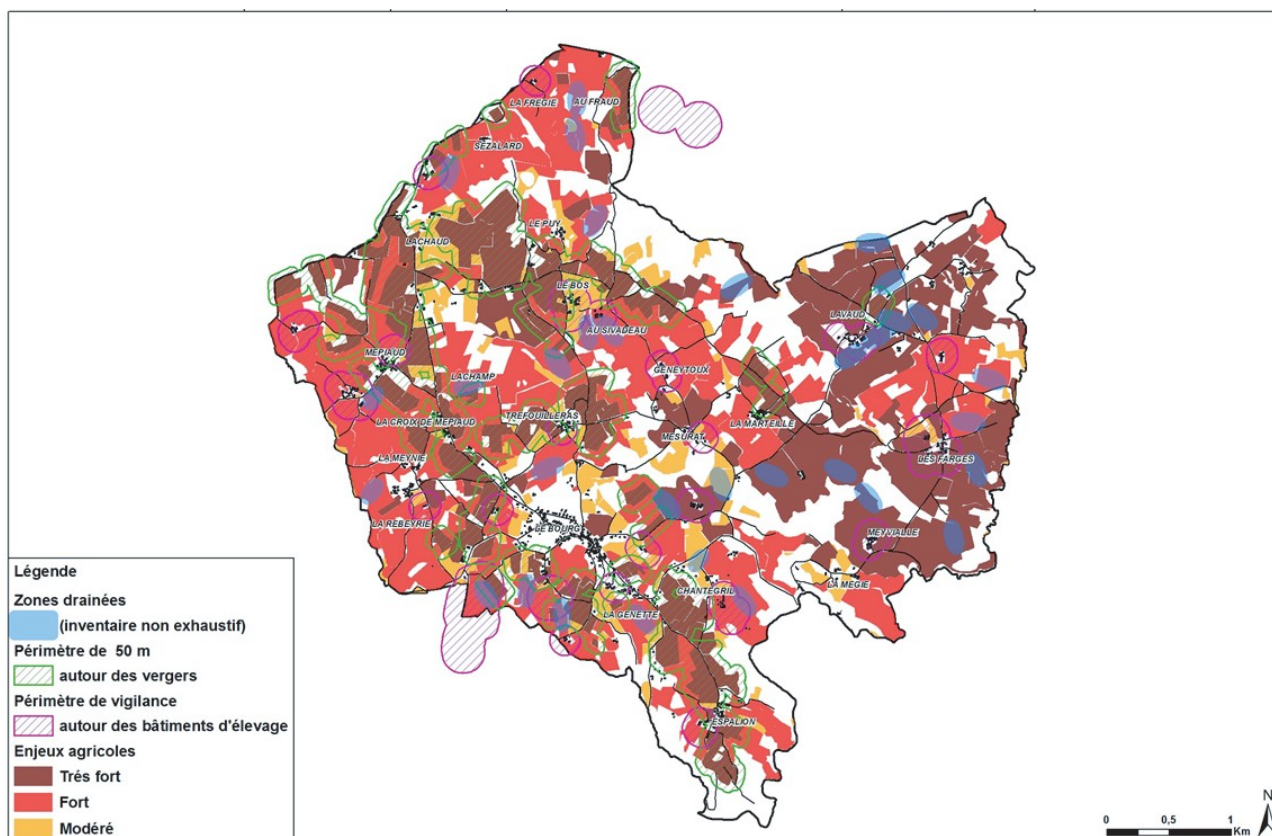 LA FREGIE
AU FRAUD
SEZALARD
LE PUY
LACHAUD
LE BOS
AU SIVADEAU
LAVAUD
MEPIAUD
LACHAMP
GENEYTOUX
LA CROIX DE MEPIAUD
TREFOUILLERAS
LA MARTEILLE
MESURAT
LES FARGES
LA MEYNIE
LA REBEYRIE
LE BOURG
MEYVIALLE
LA MEGIE
CHANTEGRIL
LA GENETTE
ESPALION
Légende
Zones drainées
(inventaire non exhaustif)
Périmètre de 50 m
autour des vergers
Périmètre de vigilance
autour des bâtiments d'élevage
Enjeux agricoles
Trés fort
Fort
Modéré
N
0 0,5 1
Km